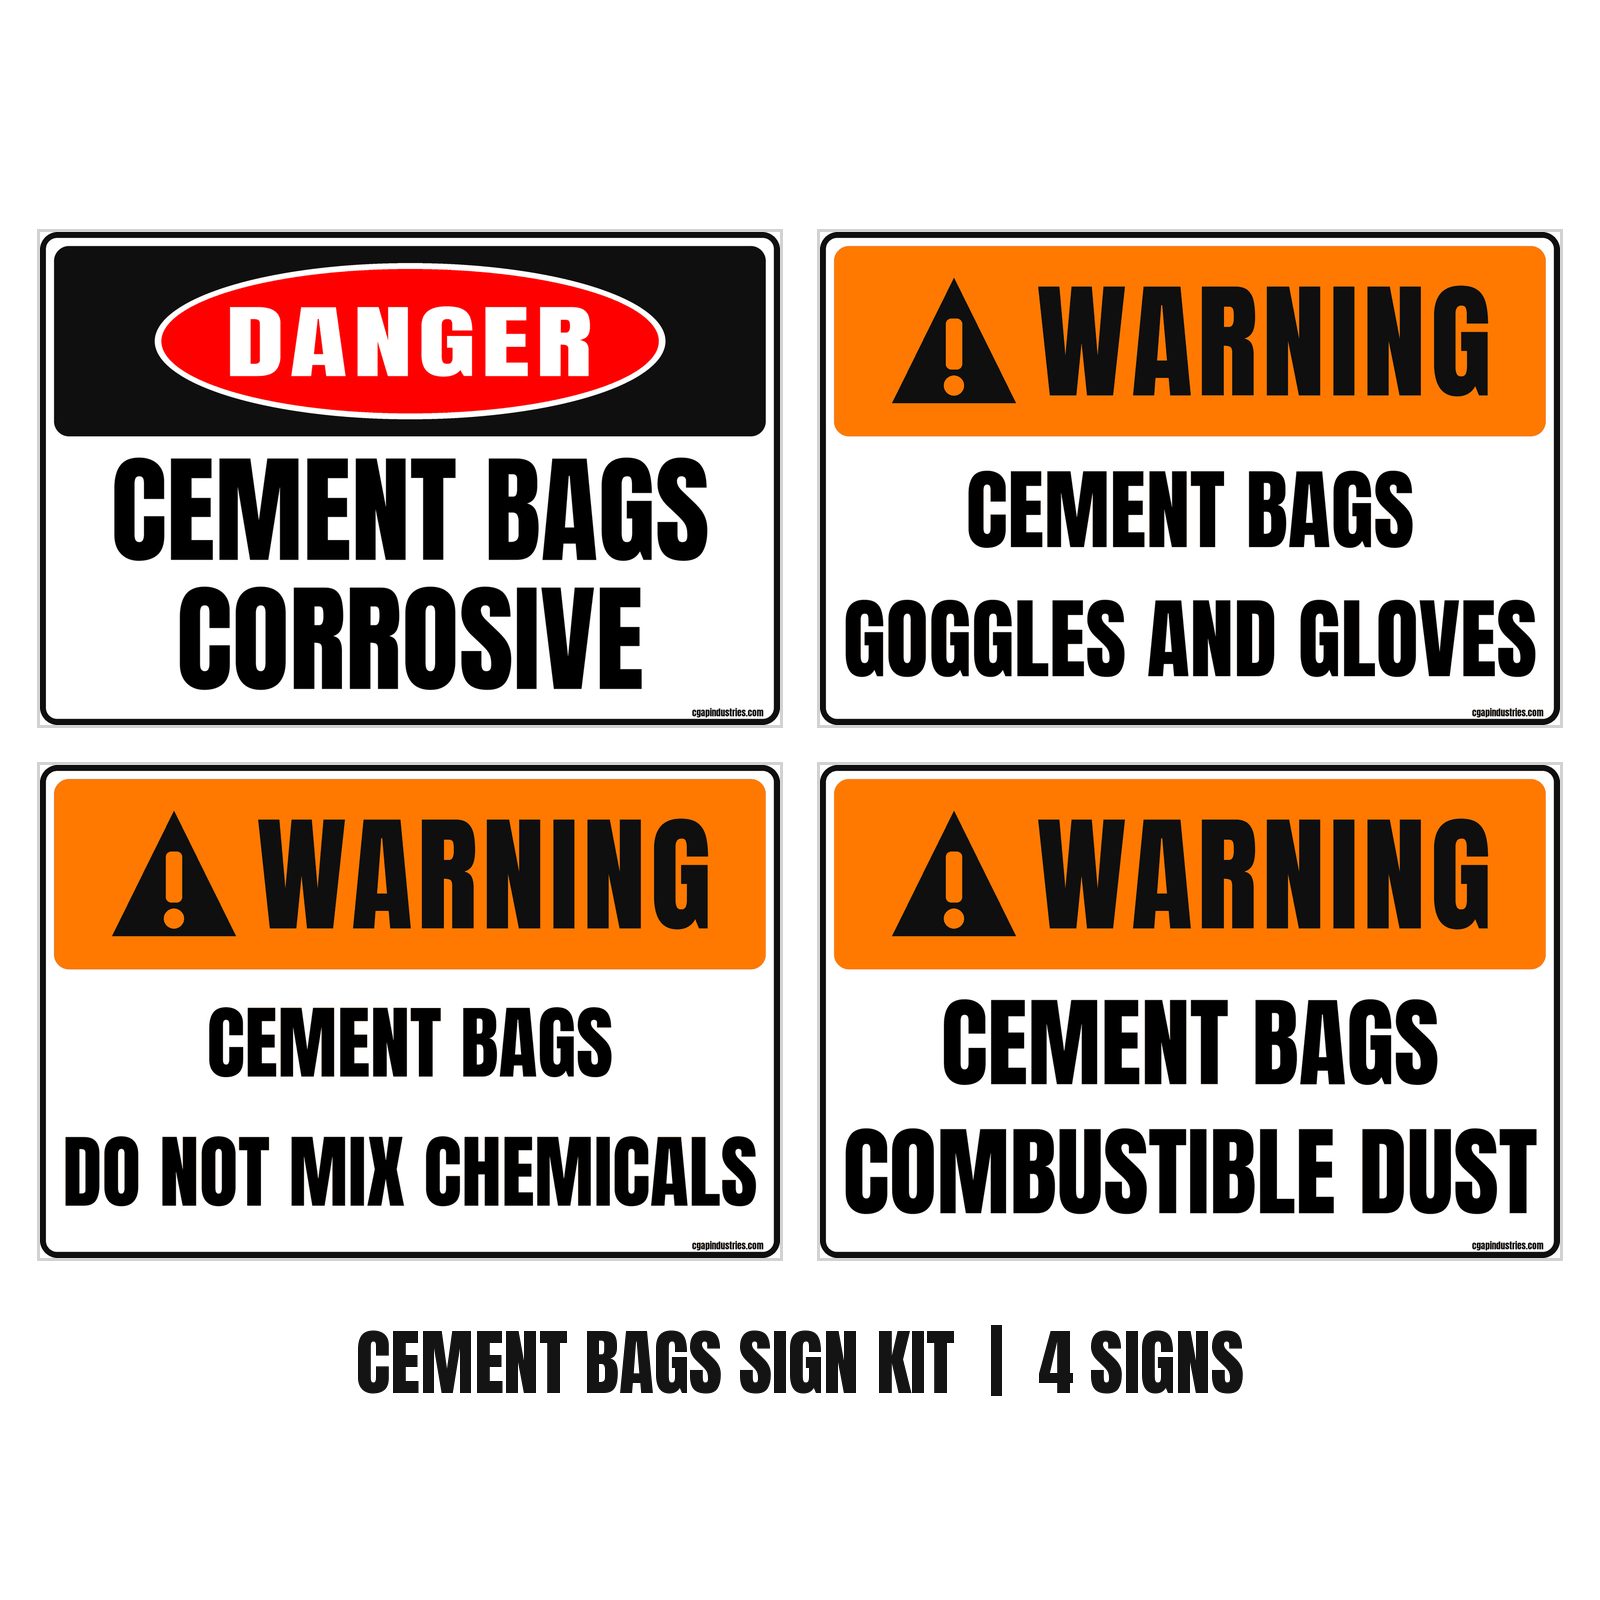 DANGER
CEMENT BAGS
CORROSIVE
cgapindustries.com
WARNING
CEMENT BAGS
GOGGLES AND GLOVES
cgapindustries.com
WARNING
CEMENT BAGS
DO NOT MIX CHEMICALS
cgapindustries.com
WARNING
CEMENT BAGS
COMBUSTIBLE DUST
cgapindustries.com
CEMENT BAGS SIGN KIT | 4 SIGNS